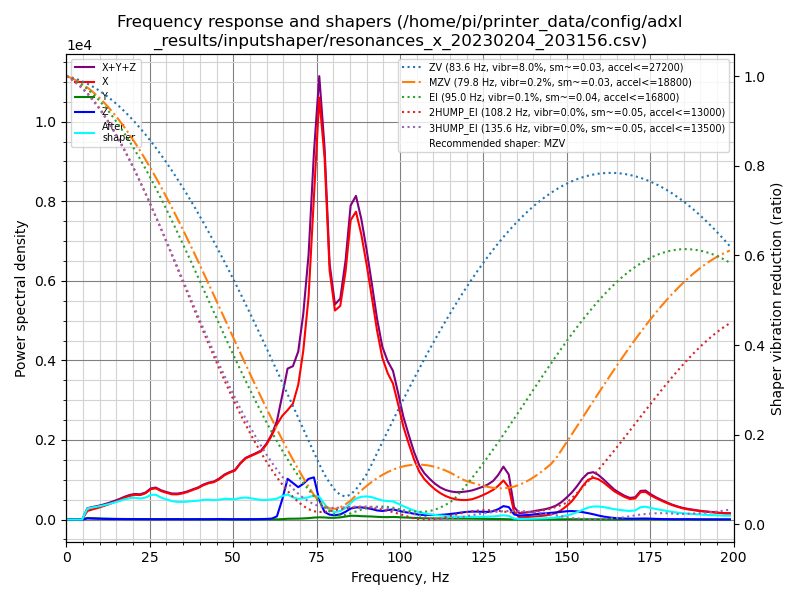 Frequency response and shapers (/home/pi/printer_data/config/adxl
_results/inputshaper/resonances_x_20230204_203156.csv)
1e4
X+Y+Z
X
Y
Z
After
shaper
ZV (83.6 Hz, vibr=8.0%, sm~=0.03, accel<=27200)
MZV (79.8 Hz, vibr=0.2%, sm~=0.03, accel<=18800)
EI (95.0 Hz, vibr=0.1%, sm~=0.04, accel<=16800)
2HUMP_EI (108.2 Hz, vibr=0.0%, sm~=0.05, accel<=13000)
3HUMP_EI (135.6 Hz, vibr=0.0%, sm~=0.05, accel<=13500)
Recommended shaper: MZV
Power spectral density
1.0
0.8
0.6
0.4
0.2
0.0
1.0
0.8
0.6
0.4
0.2
0.0
Shaper vibration reduction (ratio)
0 25 50 75 100 125 150 175 200
Frequency, Hz